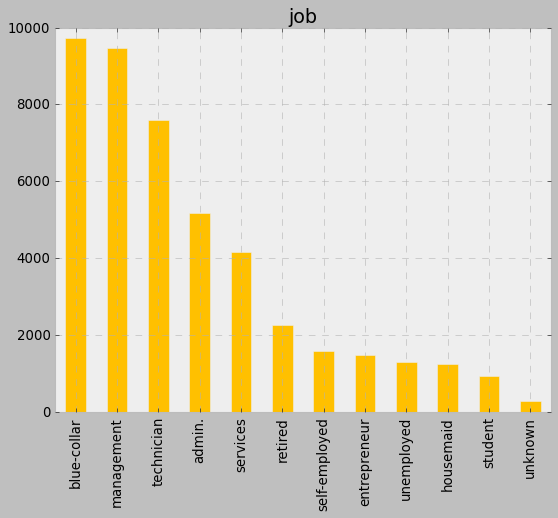 job
10000
8000
6000
4000
2000
0
blue-collar
management
technician
admin.
services
retired
self-employed
entrepreneur
unemployed
housemaid
student
unknown